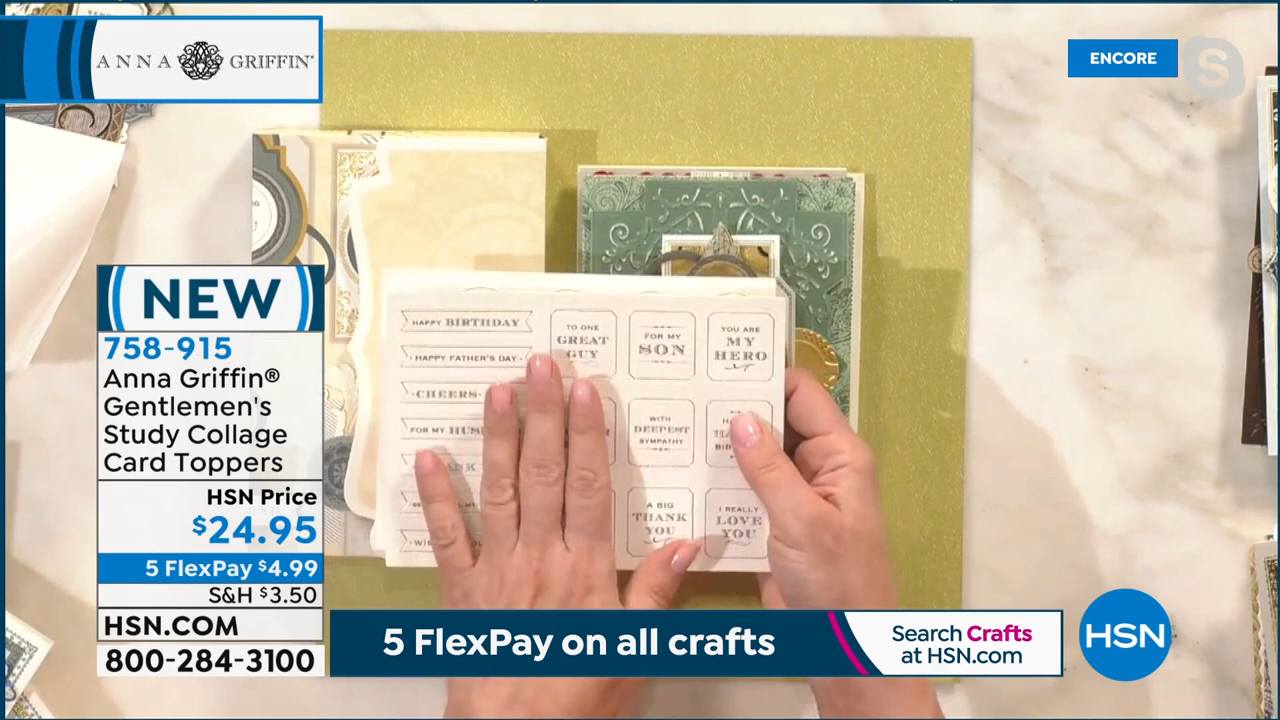 ANNA GRIFFIN®
ENCORE
S
NEW
758-915
Anna Griffin®
Gentlemen's
Study Collage
Card Toppers
HSN Price
$24.95
5 FlexPay $4.99
S&H $3.50
HSN.COM
800-284-3100
HAPPY BIRTHDAY
HAPPY FATHER'S DAY
CHEERS
FOR MY
TO ONE
GREAT
GUY
FOR MY
SON
YOU ARE
MY
HERO
WITH
DEEPEST
SYMPATHY
A BIG
THANK
YOU
I REALLY
LOVE
YOU
5 FlexPay on all crafts
Search Crafts
at HSN.com
HSN